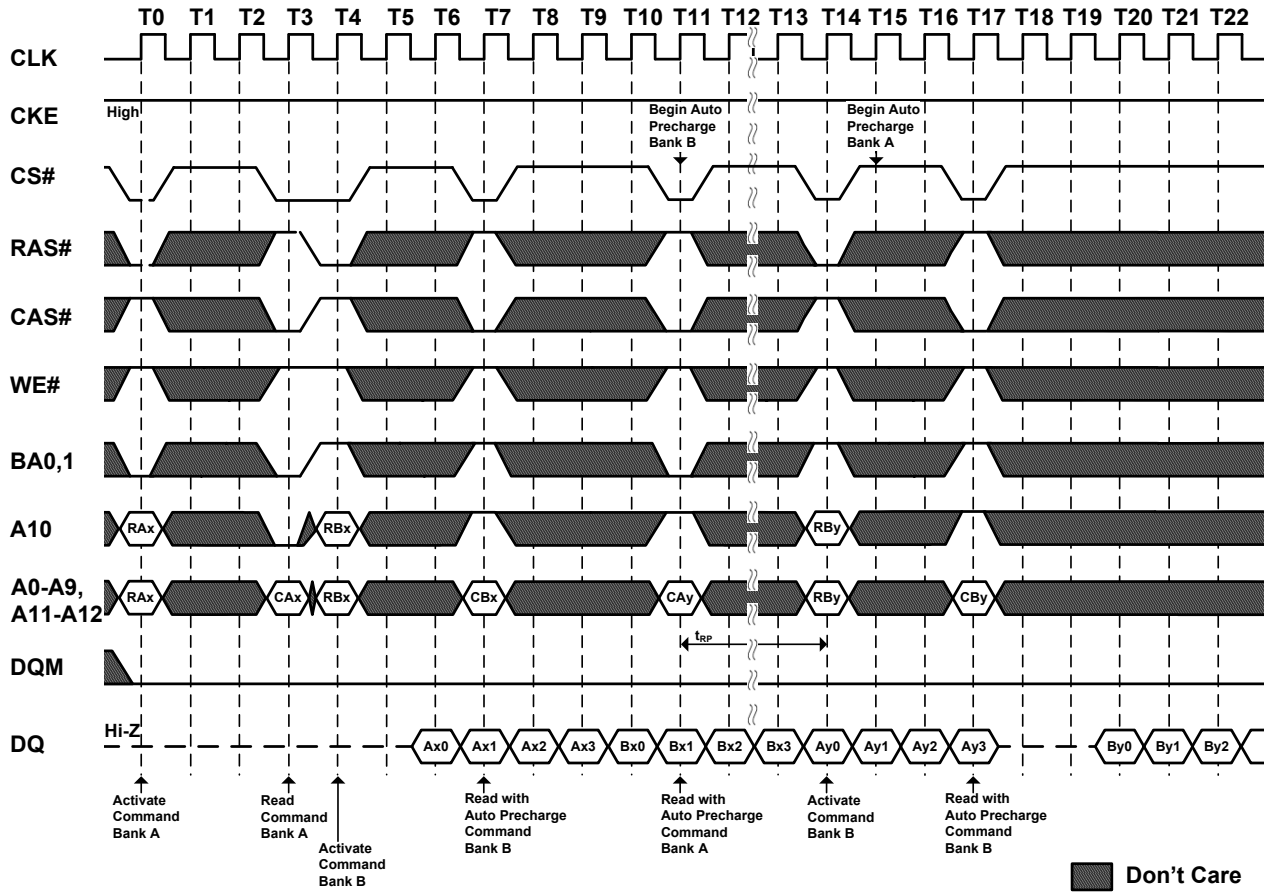 T0 T1 T2 T3 T4 T5 T6 T7 T8 T9 T10 T11 T12 T13 T14 T15 T16 T17 T18 T19 T20 T21 T22
CLK
CKE
High
Begin Auto
Precharge
Bank B
Begin Auto
Precharge
Bank A
CS#
RAS#
CAS#
WE#
BA0,1
A10
RAx RBx RBy
A0-A9,
A11-A12
RAx CAx RBx CBx CAy RBy CBy
tRP
DQM
DQ
Hi-Z
Ax0 Ax1 Ax2 Ax3 Bx0 Bx1 Bx2 Bx3 Ay0 Ay1 Ay2 Ay3 By0 By1 By2
Activate
Command
Bank A
Read
Command
Bank A
Activate
Command
Bank B
Read with
Auto Precharge
Command
Bank B
Read with
Auto Precharge
Command
Bank A
Activate
Command
Bank B
Read with
Auto Precharge
Command
Bank B
Don't Care